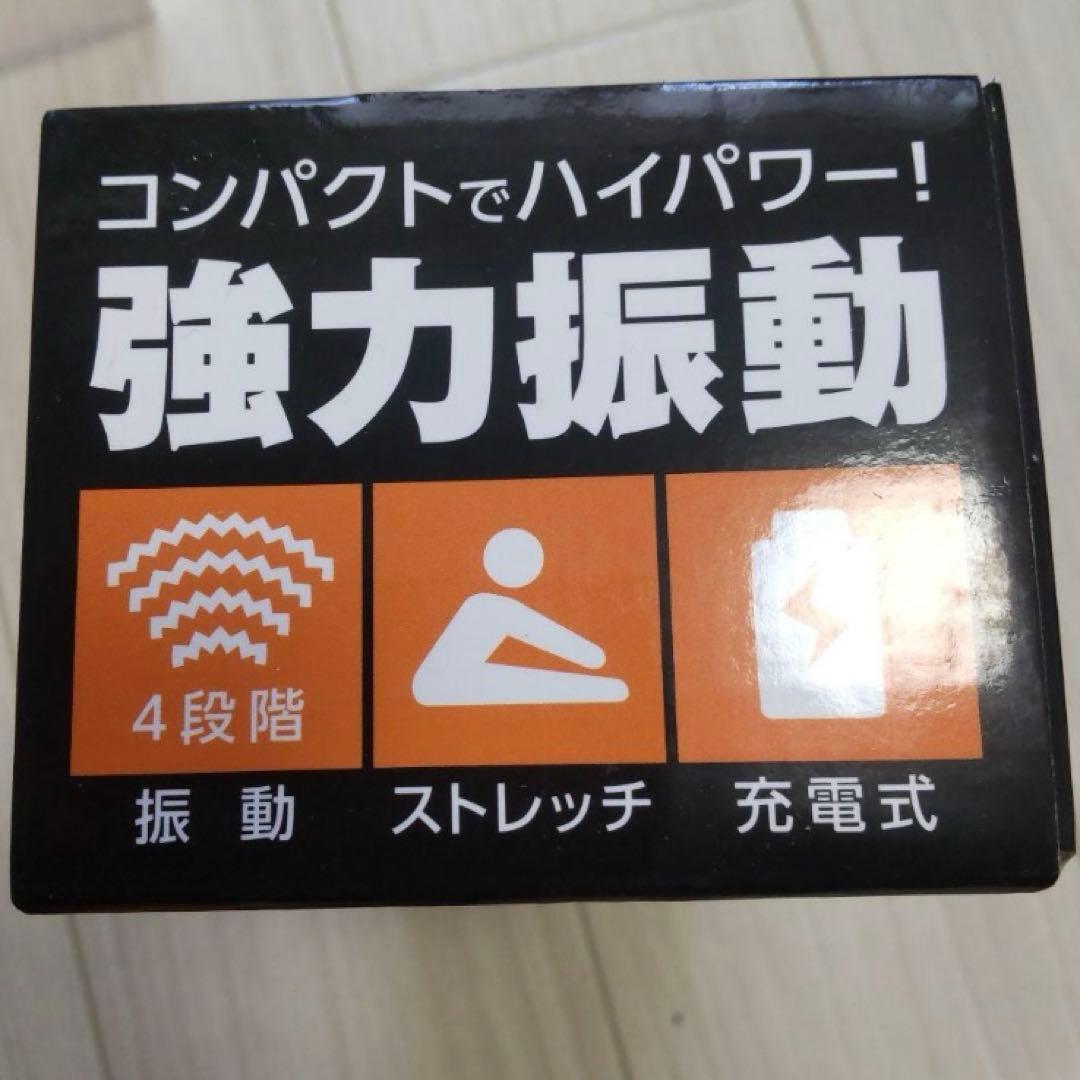 コンパクトでハイパワー!
強力振動
4段階
振動 ストレッチ 充電式